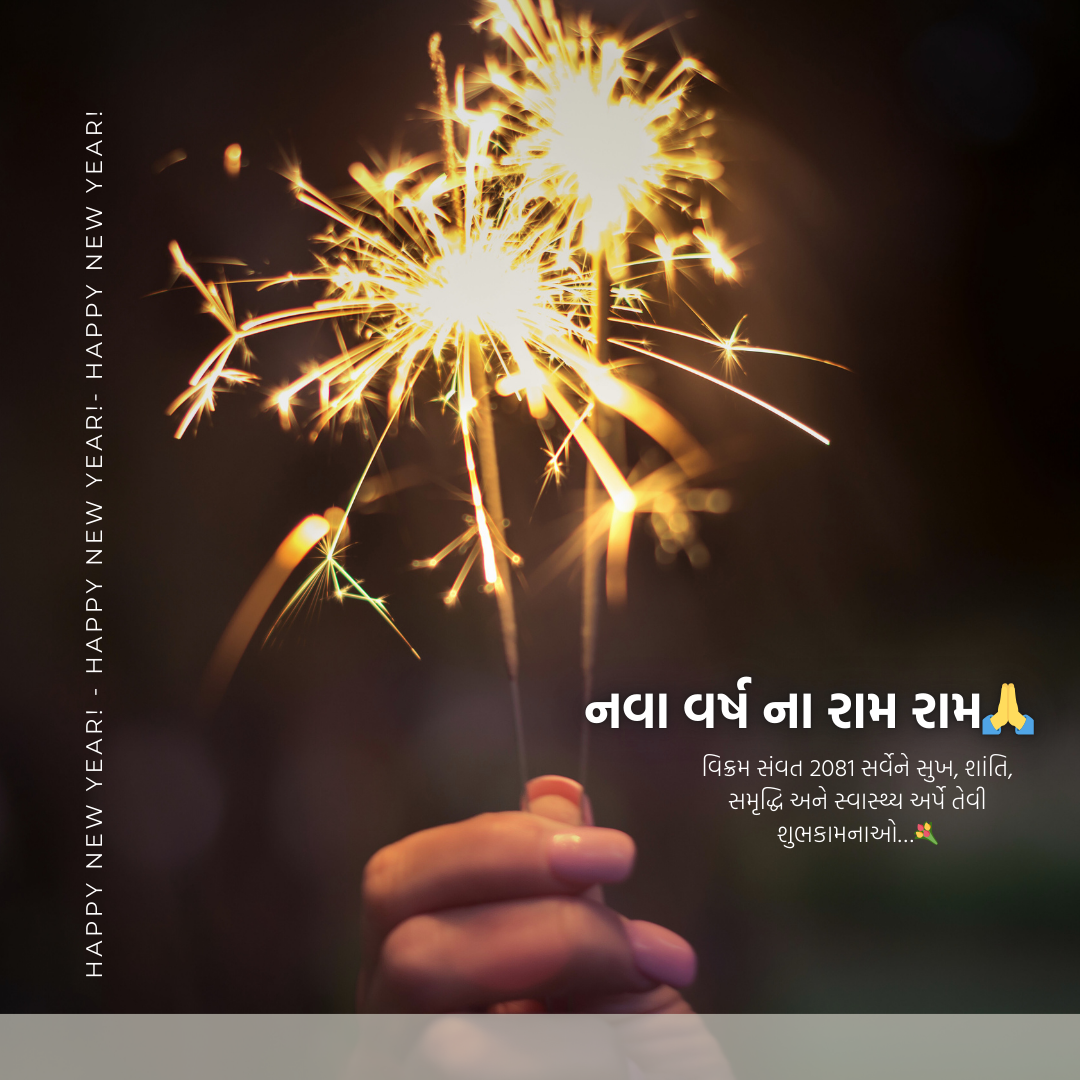 HAPPY NEW YEAR! - HAPPY NEW YEAR!- HAPPY NEW YEAR!
નવા વર્ષ ના રામ રામ🙏
વિક્રમ સંવત 2081 સર્વેને સુખ, શાંતિ,
સમૃદ્ધિ અને સ્વાસ્થ્ય અર્પે તેવી
શુભકામનાઓ...💐